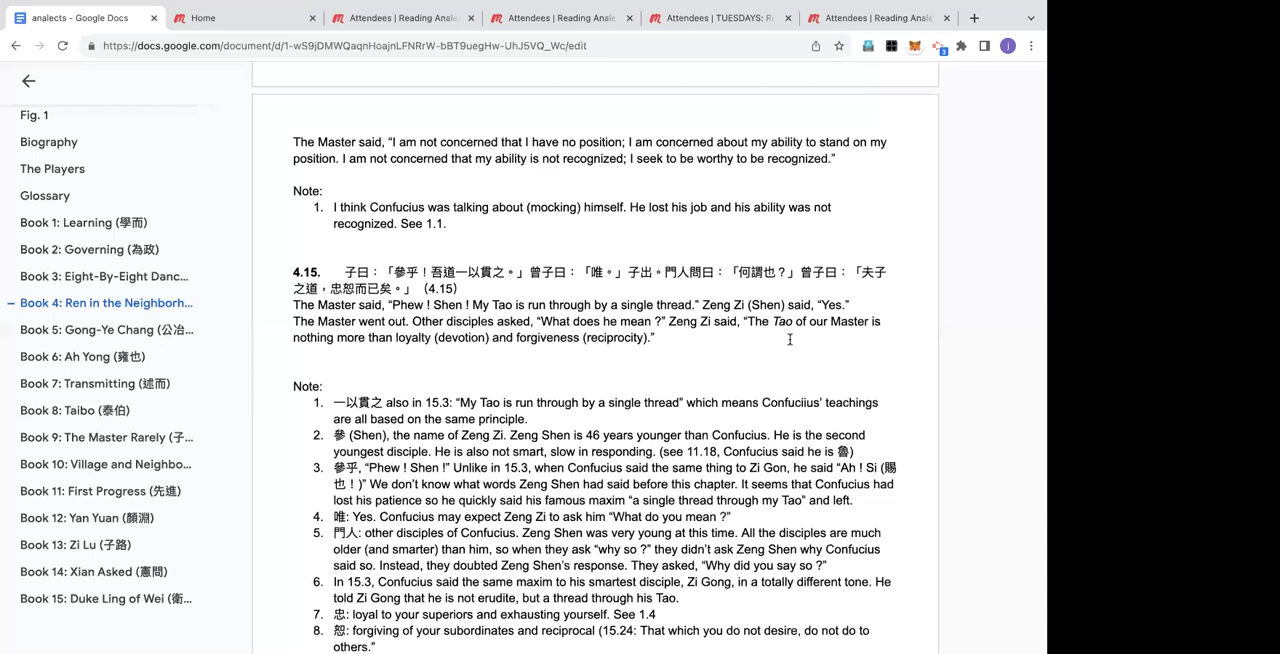 analects - Google Docs
Home
Attendees | Reading Anale
Attendees | Reading Anale
Attendees | TUESDAYS: Ro
Attendees | Reading Anale
https://docs.google.com/document/d/1-wS9jDMWQaqnHoajnLFNRrW-bBT9uegHw-UhJ5VQ_Wc/edit
3
j
Fig. 1
Biography
The Players
Glossary
Book 1: Learning (學而)
Book 2: Governing (為政)
Book 3: Eight-By-Eight Danc...
Book 4: Ren in the Neighborh...
Book 5: Gong-Ye Chang (公冶...
Book 6: Ah Yong (雍也)
Book 7: Transmitting (述而)
Book 8: Taibo (泰伯)
Book 9: The Master Rarely (子...
Book 10: Village and Neighbo...
Book 11: First Progress (先進)
Book 12: Yan Yuan (顏淵)
Book 13: Zi Lu (子路)
Book 14: Xian Asked (憲問)
Book 15: Duke Ling of Wei (衛...
The Master said, “I am not concerned that I have no position; I am concerned about my ability to stand on my
position. I am not concerned that my ability is not recognized; I seek to be worthy to be recognized.”
Note:
1. I think Confucius was talking about (mocking) himself. He lost his job and his ability was not
recognized. See 1.1.
4.15. 子曰：「參乎！吾道一以貫之。」曾子曰：「唯。」子出。門人問曰：「何謂也？」曾子曰：「夫子
之道，忠恕而已矣。」（4.15）
The Master said, “Phew ! Shen ! My Tao is run through by a single thread.” Zeng Zi (Shen) said, “Yes.”
The Master went out. Other disciples asked, “What does he mean ?” Zeng Zi said, “The Tao of our Master is
nothing more than loyalty (devotion) and forgiveness (reciprocity).”
Note:
1. 一以貫之 also in 15.3: “My Tao is run through by a single thread” which means Confuciius’ teachings
are all based on the same principle.
2. 參 (Shen), the name of Zeng Zi. Zeng Shen is 46 years younger than Confucius. He is the second
youngest disciple. He is also not smart, slow in responding. (see 11.18, Confucius said he is 魯)
3. 參乎, “Phew ! Shen !” Unlike in 15.3, when Confucius said the same thing to Zi Gon, he said “Ah ! Si (賜
也！)” We don’t know what words Zeng Shen had said before this chapter. It seems that Confucius had
lost his patience so he quickly said his famous maxim “a single thread through my Tao” and left.
4. 唯: Yes. Confucius may expect Zeng Zi to ask him “What do you mean ?”
5. 門人: other disciples of Confucius. Zeng Shen was very young at this time. All the disciples are much
older (and smarter) than him, so when they ask “why so ?” they didn’t ask Zeng Shen why Confucius
said so. Instead, they doubted Zeng Shen’s response. They asked, “Why did you say so ?”
6. In 15.3, Confucius said the same maxim to his smartest disciple, Zi Gong, in a totally different tone. He
told Zi Gong that he is not erudite, but a thread through his Tao.
7. 忠: loyal to your superiors and exhausting yourself. See 1.4
8. 恕: forgiving of your subordinates and reciprocal (15.24: That which you do not desire, do not do to
others.”